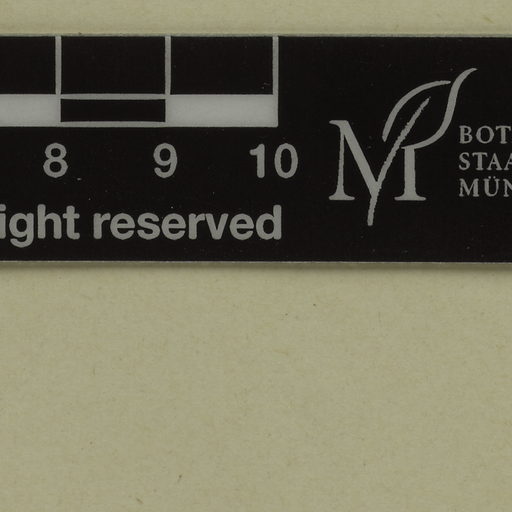 8 9 10
ight reserved
M
BOT
STAA
MÜN